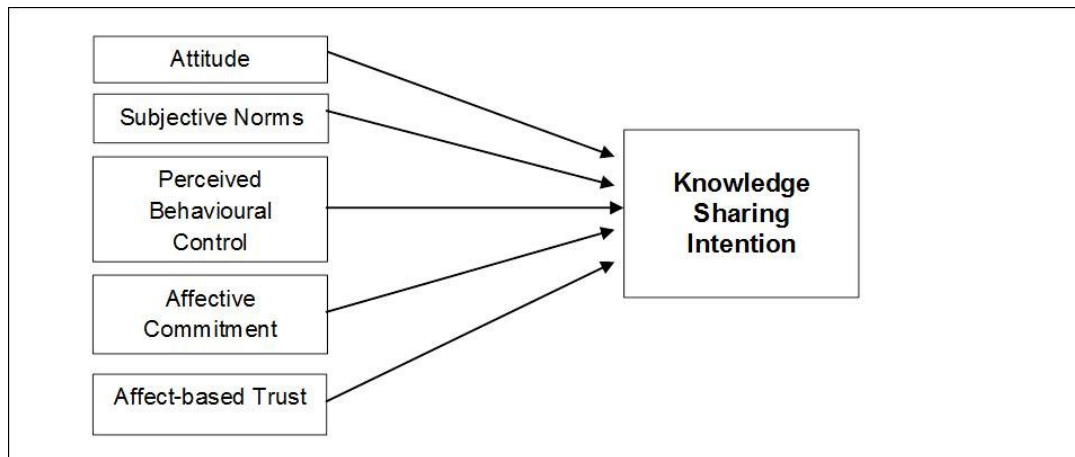 Attitude
Subjective Norms
Perceived
Behavioural
Control
Affective
Commitment
Affect-based Trust
Knowledge
Sharing
Intention